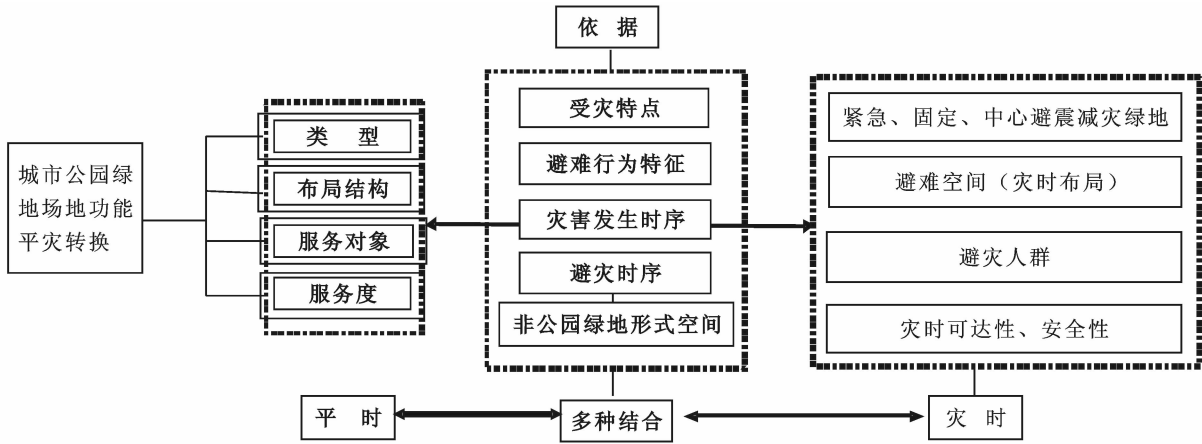 依据
城市公园绿
地场地功能
平灾转换
类 型
布局结构
服务对象
服务度
受灾特点
避难行为特征
灾害发生时序
避灾时序
非公园绿地形式空间
紧急、固定、中心避震减灾绿地
避难空间（灾时布局）
避灾人群
灾时可达性、安全性
平 时
多种结合
灾 时